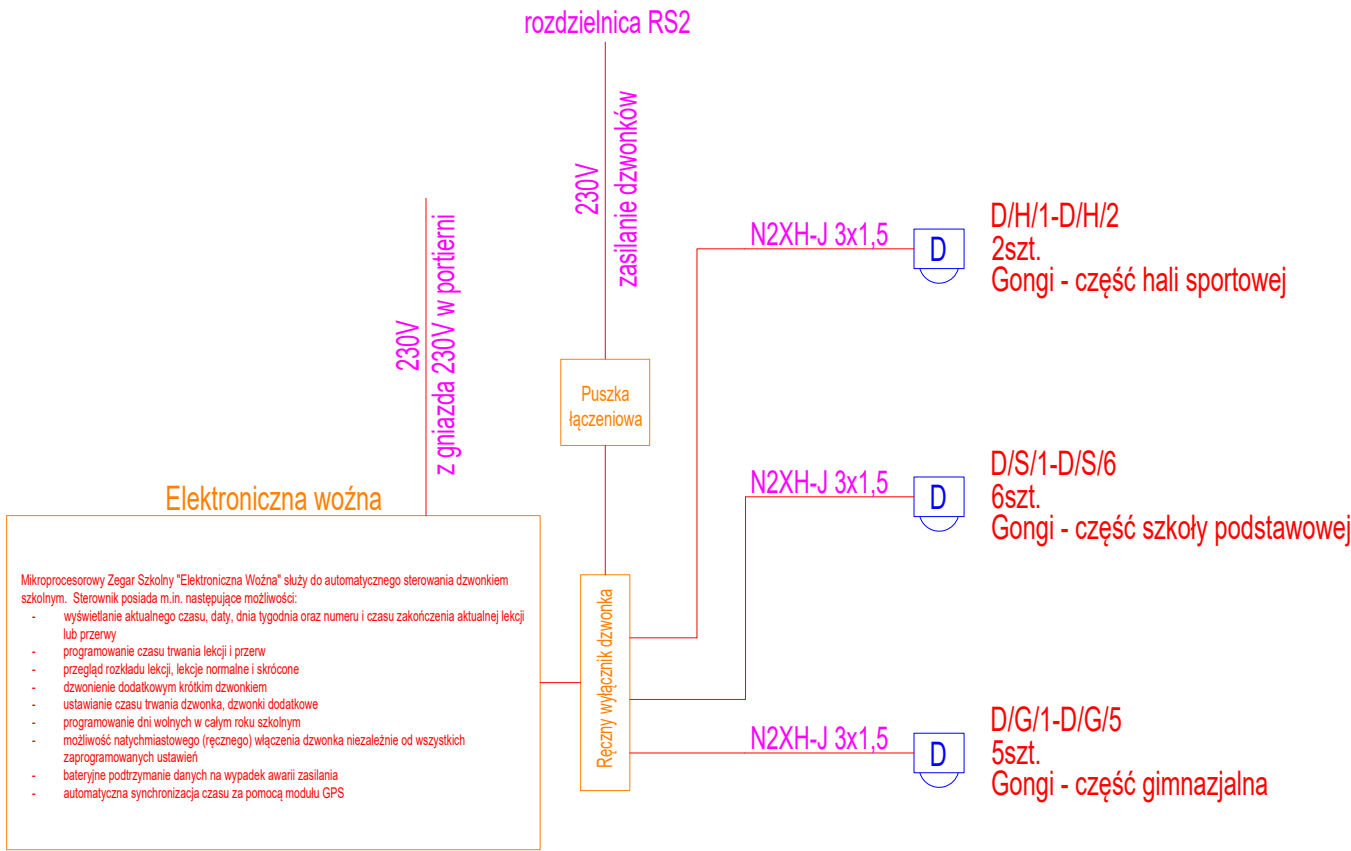 rozdzielnica RS2
230V
zasilanie dzwonków
230V
z gniazda 230V w portierni
N2XH-J 3x1,5
D
D/H/1-D/H/2
2szt.
Gongi - część hali sportowej
Puszka
łączeniowa
N2XH-J 3x1,5
D
D/S/1-D/S/6
6szt.
Gongi - część szkoły podstawowej
Elektroniczna woźna
Mikroprocesorowy Zegar Szkolny "Elektroniczna Woźna" służy do automatycznego sterowania dzwonkiem
szkolnym. Sterownik posiada m.in. następujące możliwości:
- wyświetlanie aktualnego czasu, daty, dnia tygodnia oraz numeru i czasu zakończenia aktualnej lekcji
lub przerwy
- programowanie czasu trwania lekcji i przerw
- przegląd rozkładu lekcji, lekcje normalne i skrócone
- dzwonienie dodatkowym krótkim dzwonkiem
- ustawianie czasu trwania dzwonka, dzwonki dodatkowe
- programowanie dni wolnych w całym roku szkolnym
- możliwość natychmiastowego (ręcznego) włączenia dzwonka niezależnie od wszystkich
zaprogramowanych ustawień
- bateryjne podtrzymanie danych na wypadek awarii zasilania
- automatyczna synchronizacja czasu za pomocą modułu GPS
Ręczny wyłącznik dzwonka
N2XH-J 3x1,5
D
D/G/1-D/G/5
5szt.
Gongi - część gimnazjalna